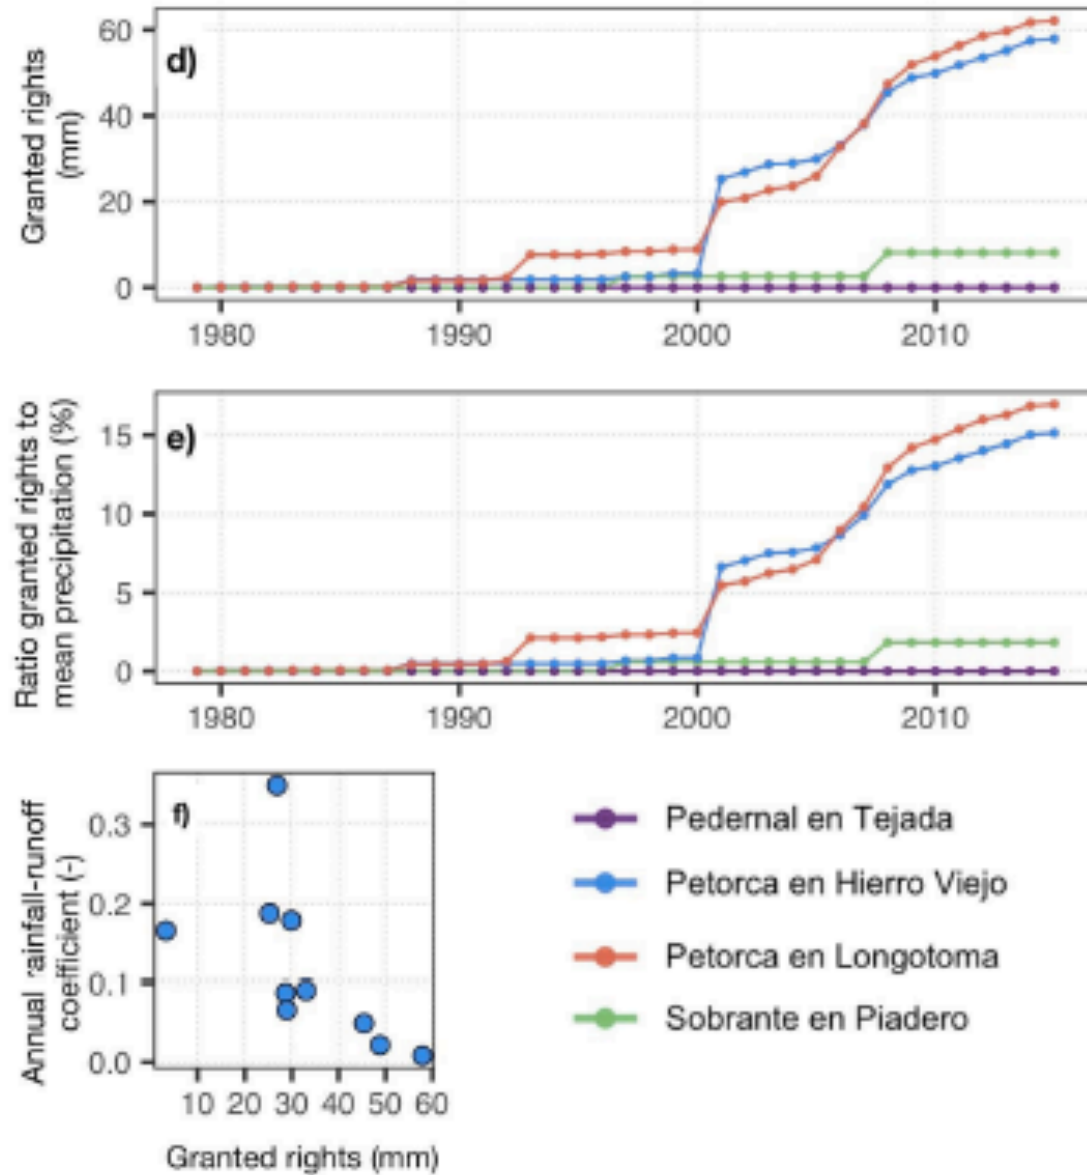 d)
Granted rights
(mm)
60
40
20
0
1980 1990 2000 2010
e)
Ratio granted rights to
mean precipitation (%)
15
10
5
0
1980 1990 2000 2010
f)
Annual rainfall-runoff
coefficient (-)
0.3
0.2
0.1
0.0
10 20 30 40 50 60
Granted rights (mm)
Pedernal en Tejada
Petorca en Hierro Viejo
Petorca en Longotoma
Sobrante en Piadero